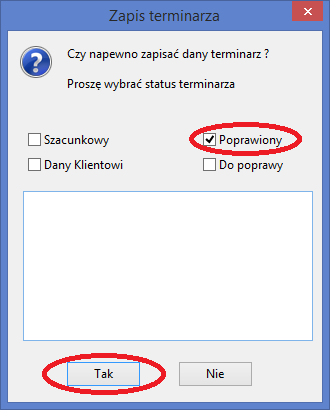 Zapis terminarza
Czy napewno zapisać dany terminarz ?
Proszę wybrać status terminarza
Szacunkowy
Poprawiony
Dany Klientowi
Do poprawy
Tak
Nie